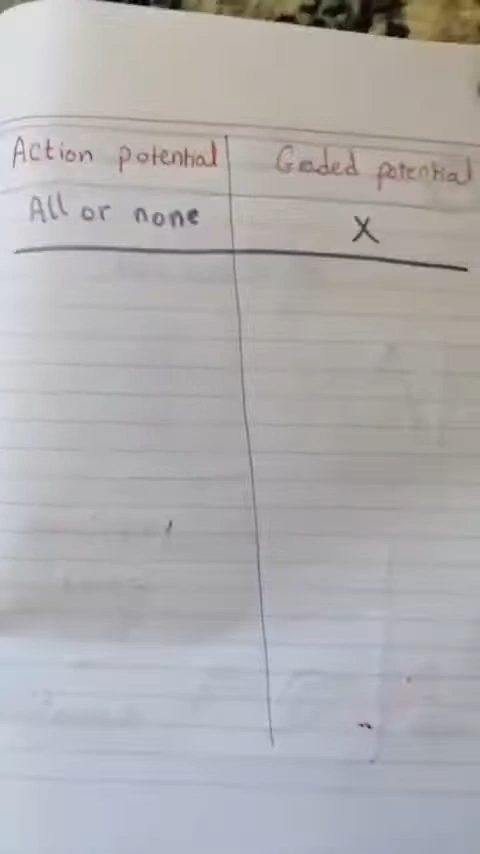 Action potential
Graded potential
All or none
X